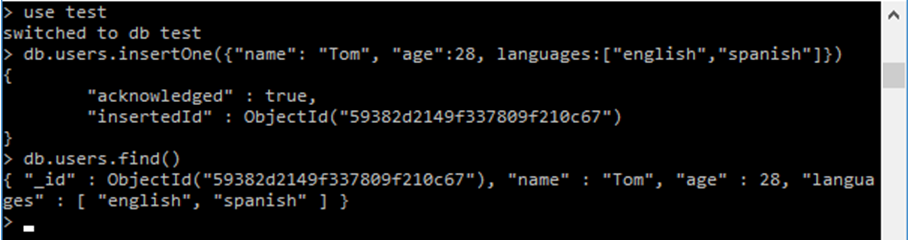 > use test
switched to db test
> db.users.insertOne({"name": "Tom", "age":28, languages:["english","spanish"]})
{
        "acknowledged" : true,
        "insertedId" : ObjectId("59382d2149f337809f210c67")
}
> db.users.find()
{ "_id" : ObjectId("59382d2149f337809f210c67"), "name" : "Tom", "age" : 28, "langua
ges" : [ "english", "spanish" ] }
>